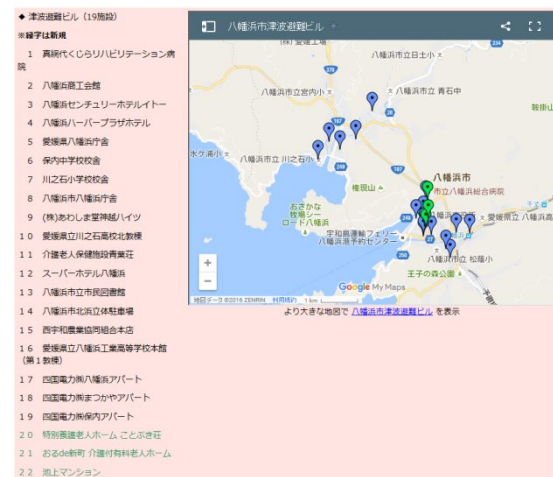 ◆ 津波避難ビル（19施設）
※緑字は新規
1 真網代くじらリハビリテーション病
院
2 八幡浜商工会館
3 八幡浜センチュリーホテルイトー
4 八幡浜ハーバープラザホテル
5 愛媛県八幡浜庁舎
6 保内中学校校舎
7 川之石小学校校舎
8 八幡浜市八幡浜庁舎
9 (株)あわしま堂神越ハイツ
10 愛媛県立川之石高校北教棟
11 介護老人保健施設青葉荘
12 スーパーホテル八幡浜
13 八幡浜市立市民図書館
14 八幡浜市北浜立体駐車場
15 西宇和農業協同組合本店
16 愛媛県立八幡浜工業高等学校本館
（第１教棟）
17 四国電力㈱八幡浜アパート
18 四国電力㈱まつかやアパート
19 四国電力㈱保内アパート
20 特別養護老人ホーム ことぶき荘
21 おるde新町 介護付有料老人ホーム
22 池上マンション
八幡浜市津波避難ビル
八幡浜市立日土小
234
378
八幡浜市立宮内小
八幡浜市立 青石中
197
28
鞍掛山
水ケ浦小
八幡浜市立 川之石小
249
197
権現山
八幡浜市
市立八幡浜総合病院
おさかな
牧場シー
ロード八幡浜
249
愛媛県立 八幡浜高
宇和島運輸フェリー
八幡浜港予約センター
27
250
八幡浜市立 松蔭小
王子の森公園
+
−
Google My Maps
地図データ ©2016 ZENRIN 利用規約 1 km
より大きな地図で 八幡浜市津波避難ビル を表示